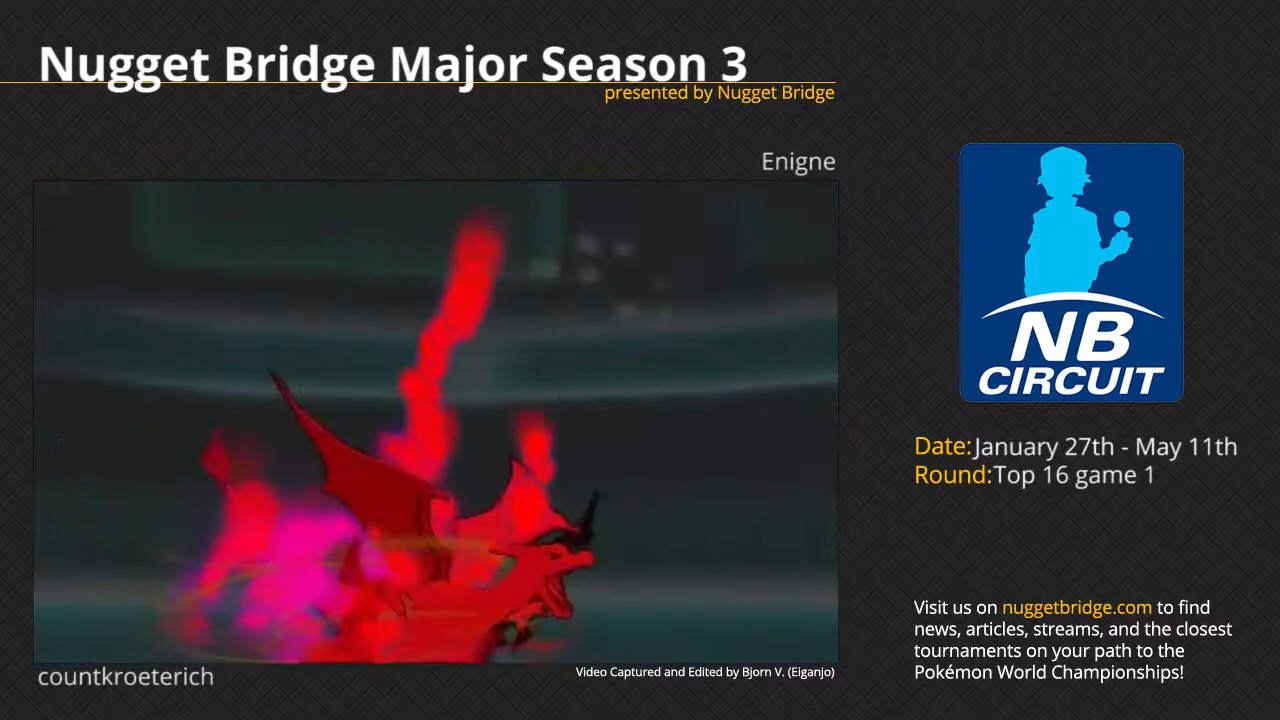 Nugget Bridge Major Season 3
presented by Nugget Bridge
Enigne
NB
CIRCUIT
Date:January 27th - May 11th
Round:Top 16 game 1
Visit us on nuggetbridge.com to find
news, articles, streams, and the closest
tournaments on your path to the
Pokémon World Championships!
countkroeterich
Video Captured and Edited by Bjorn V. (Eiganjo)